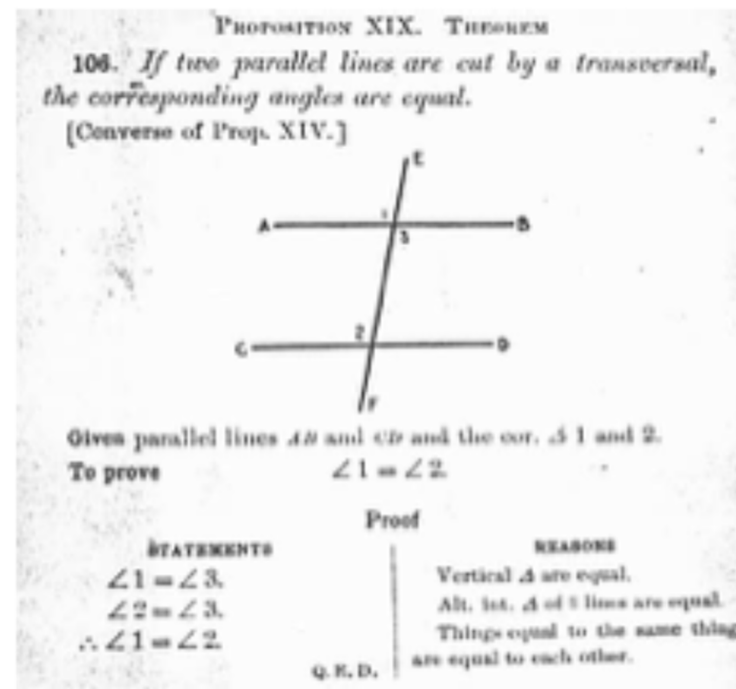 PROPOSITION XIX. THEOREM
106. If two parallel lines are cut by a transversal,
the corresponding angles are equal.
[Converse of Prop. XIV.]
E
A 1 B
3
2
C D
F
Given parallel lines AB and CD and the cor. ∠s 1 and 2.
To prove ∠1 = ∠2.
Proof
STATEMENTS REASONS
∠1 = ∠3. Vertical ∠s are equal.
∠2 = ∠3. Alt. int. ∠s of ∥ lines are equal.
∴ ∠1 = ∠2. Things equal to the same thing
Q. E. D. are equal to each other.